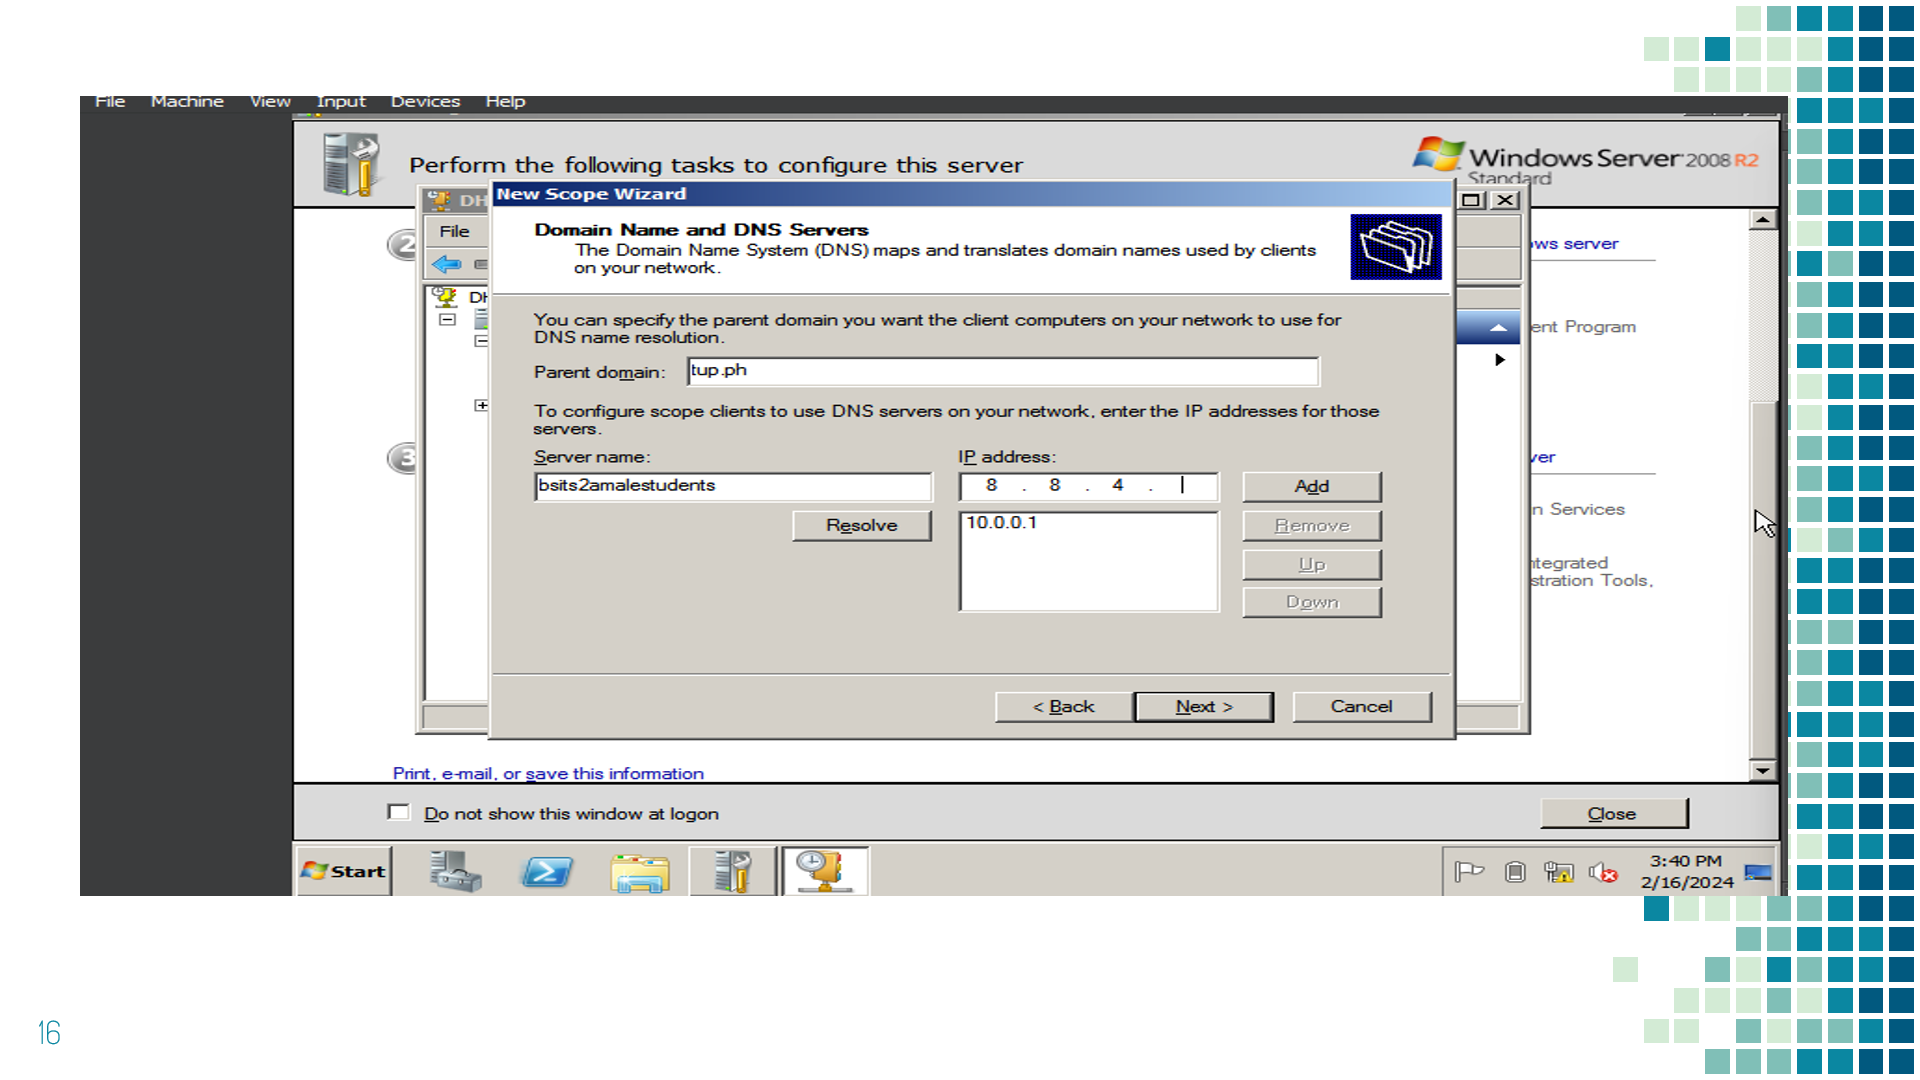 File Machine View Input Devices Help
Perform the following tasks to configure this server
Windows Server 2008 R2
Standard
DH
New Scope Wizard
2
File
Domain Name and DNS Servers
The Domain Name System (DNS) maps and translates domain names used by clients
on your network.
ws server
DH
You can specify the parent domain you want the client computers on your network to use for
DNS name resolution.
ent Program
Parent domain: tup.ph
To configure scope clients to use DNS servers on your network, enter the IP addresses for those
servers.
3
Server name: IP address:
ver
bsits2amalestudents 8 . 8 . 4 . Add
Resolve 10.0.0.1 Remove
n Services
Up
ntegrated
stration Tools,
Down
< Back Next > Cancel
Print, e-mail, or save this information
Do not show this window at logon Close
Start
3:40 PM
2/16/2024
16